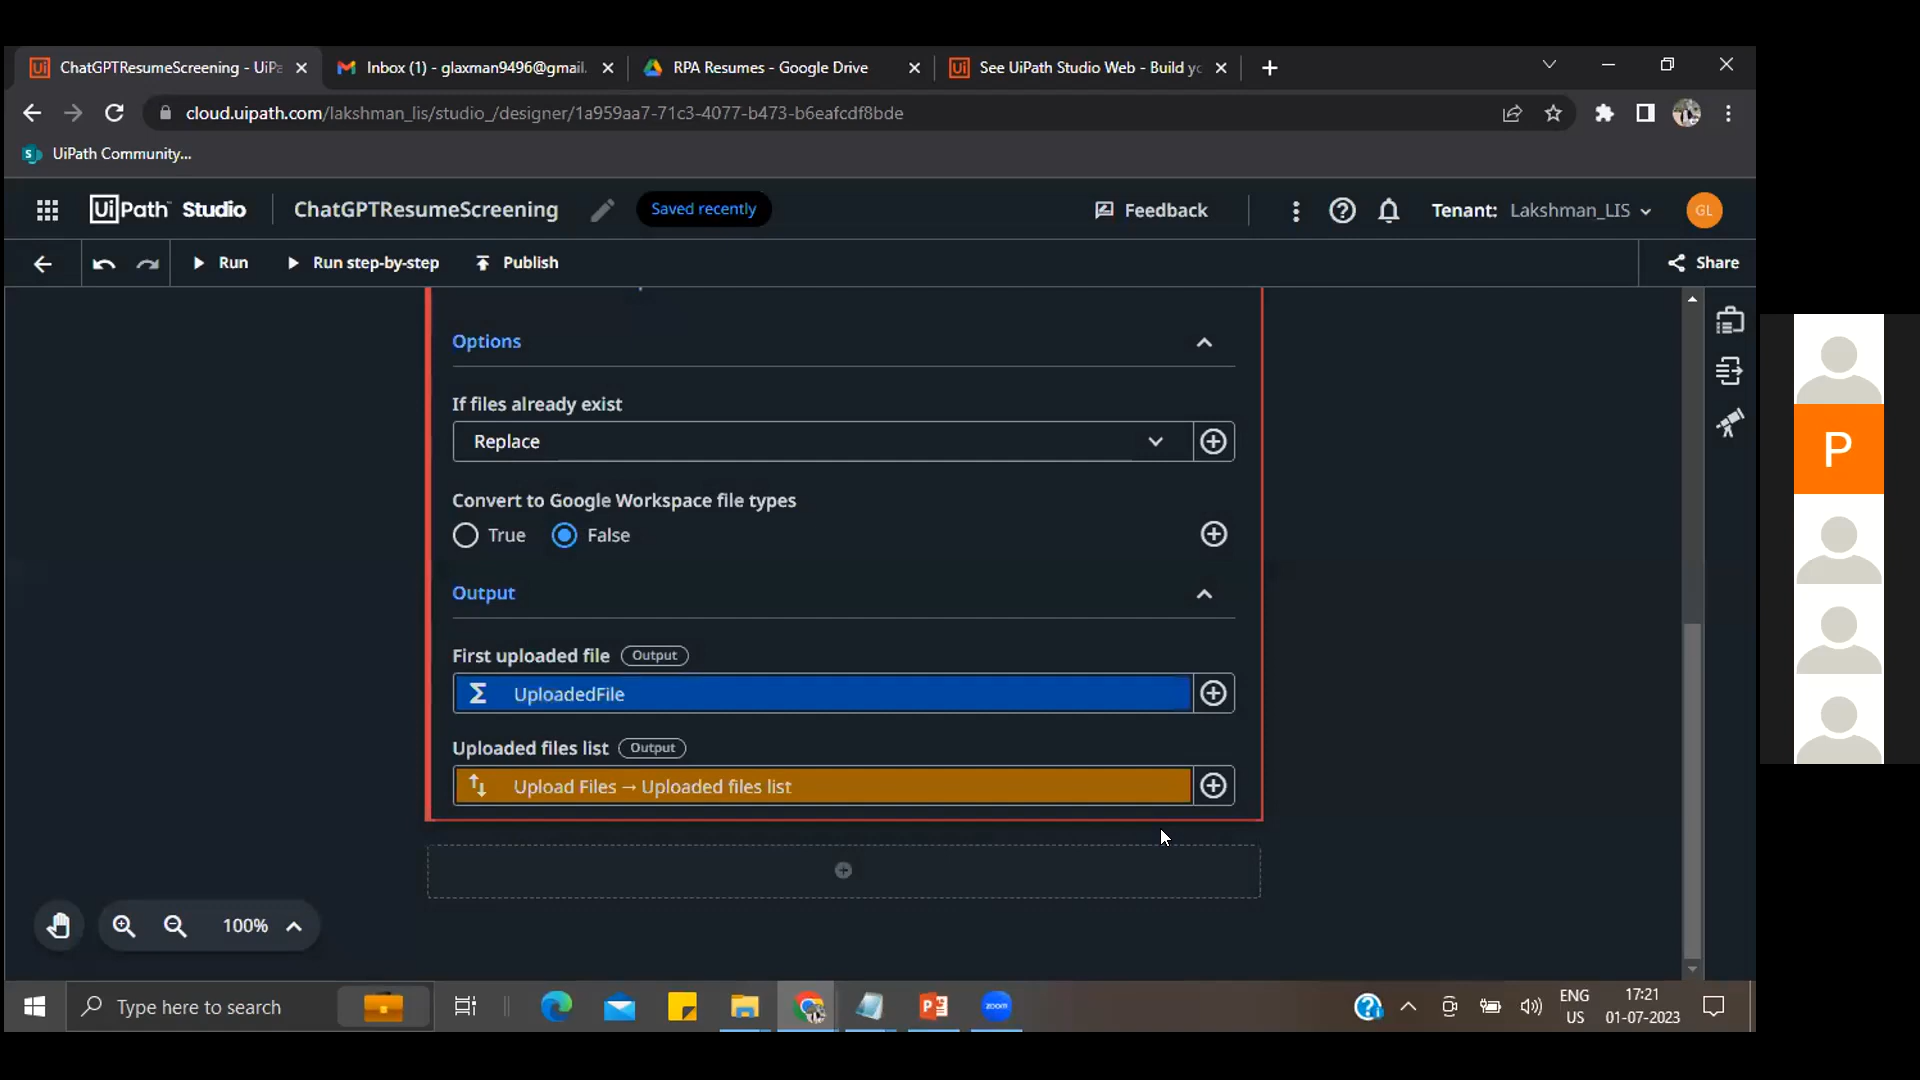 ChatGPTResumeScreening - UiPa
Inbox (1) - glaxman9496@gmail.
RPA Resumes - Google Drive
See UiPath Studio Web - Build yo
cloud.uipath.com/lakshman_lis/studio_/designer/1a959aa7-71c3-4077-b473-b6eafcdf8bde
S
UiPath Community...
UiPath Studio
ChatGPTResumeScreening
Saved recently
Feedback
Tenant: Lakshman_LIS
GL
Run
Run step-by-step
Publish
Share
Options
If files already exist
Replace
Convert to Google Workspace file types
True
False
Output
First uploaded file Output
Σ UploadedFile
Uploaded files list Output
Upload Files → Uploaded files list
P
100%
Type here to search
zoom
ENG
US
17:21
01-07-2023